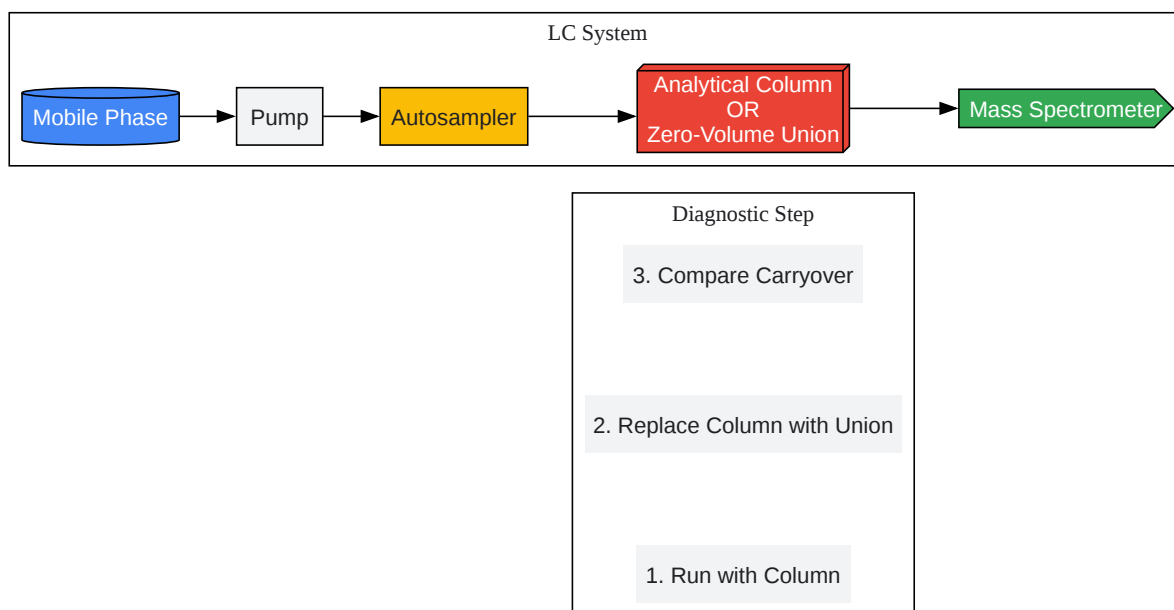 LC System
Mobile Phase
Pump
Autosampler
Analytical Column
OR
Zero-Volume Union
Mass Spectrometer
Diagnostic Step
3. Compare Carryover
2. Replace Column with Union
1. Run with Column